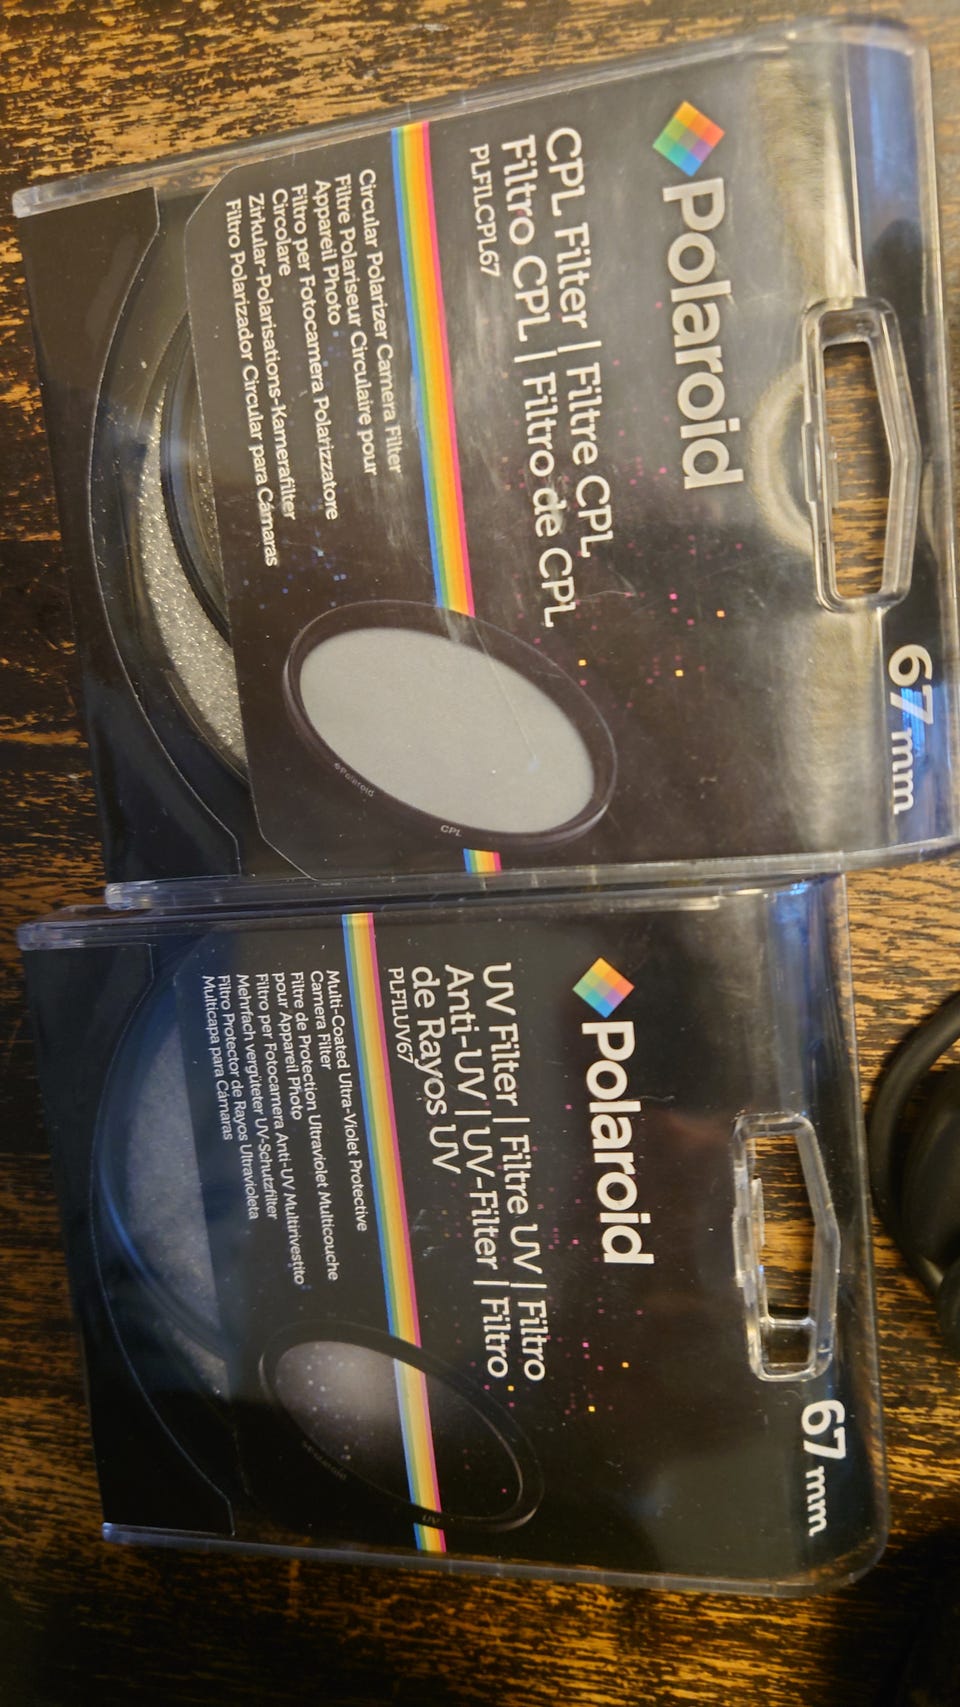 Polaroid
67 mm
CPL Filter | Filtre CPL
Filtro CPL | Filtro de CPL
PLFILCPL67
Circular Polarizer Camera Filter
Filtre Polariseur Circulaire pour
Appareil Photo
Filtro per Fotocamera Polarizzatore
Circolare
Zirkular-Polarisations-Kamerafilter
Filtro Polarizador Circular para Cámaras
Polaroid
CPL
Polaroid
67 mm
UV Filter | Filtre UV | Filtro
Anti-UV | UV-Filter | Filtro
de Rayos UV
PLFILUV67
Multi-Coated Ultra-Violet Protective
Camera Filter
Filtre de Protection Ultraviolet Multicouche
pour Appareil Photo
Filtro per Fotocamera Anti-UV Multirivestito
Mehrfach vergüteter UV-Schutzfilter
Filtro Protector de Rayos Ultravioleta
Multicapa para Cámaras
Polaroid
UV